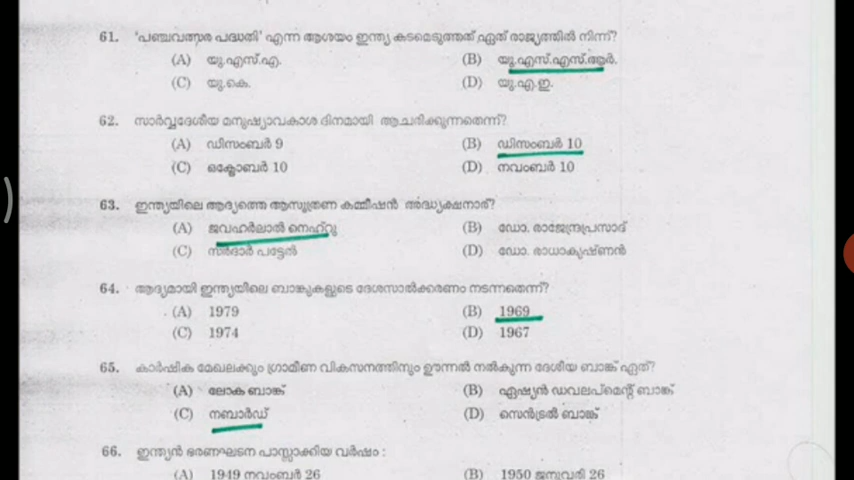 61. 'പഞ്ചവത്സര പദ്ധതി' എന്ന ആശയം ഇന്ത്യ കടമെടുത്തത് ഏത് രാജ്യത്തിൽ നിന്ന്?
(A) യു.എസ്.എ. (B) യു.എസ്.എസ്.ആർ.
(C) യു.കെ. (D) യു.എ.ഇ.
62. സാർവ്വദേശീയ മനുഷ്യാവകാശ ദിനമായി ആചരിക്കുന്നതെന്ന്?
(A) ഡിസംബർ 9 (B) ഡിസംബർ 10
(C) ഒക്ടോബർ 10 (D) നവംബർ 10
63. ഇന്ത്യയിലെ ആദ്യത്തെ ആസൂത്രണ കമ്മീഷൻ അദ്ധ്യക്ഷനാര്?
(A) ജവഹർലാൽ നെഹ്റു (B) ഡോ. രാജേന്ദ്രപ്രസാദ്
(C) സർദാർ പട്ടേൽ (D) ഡോ. രാധാകൃഷ്ണൻ
64. ആദ്യമായി ഇന്ത്യയിലെ ബാങ്കുകളുടെ ദേശസാൽക്കരണം നടന്നതെന്ന്?
(A) 1979 (B) 1969
(C) 1974 (D) 1967
65. കാർഷിക മേഖലക്കും ഗ്രാമീണ വികസനത്തിനും ഊന്നൽ നൽകുന്ന ദേശീയ ബാങ്ക് ഏത്?
(A) ലോക ബാങ്ക് (B) ഏഷ്യൻ ഡവലപ്മെന്റ് ബാങ്ക്
(C) നബാർഡ് (D) സെൻട്രൽ ബാങ്ക്
66. ഇന്ത്യൻ ഭരണഘടന പാസ്സാക്കിയ വർഷം :
(A) 1949 നവംബർ 26 (B) 1950 ജനുവരി 26